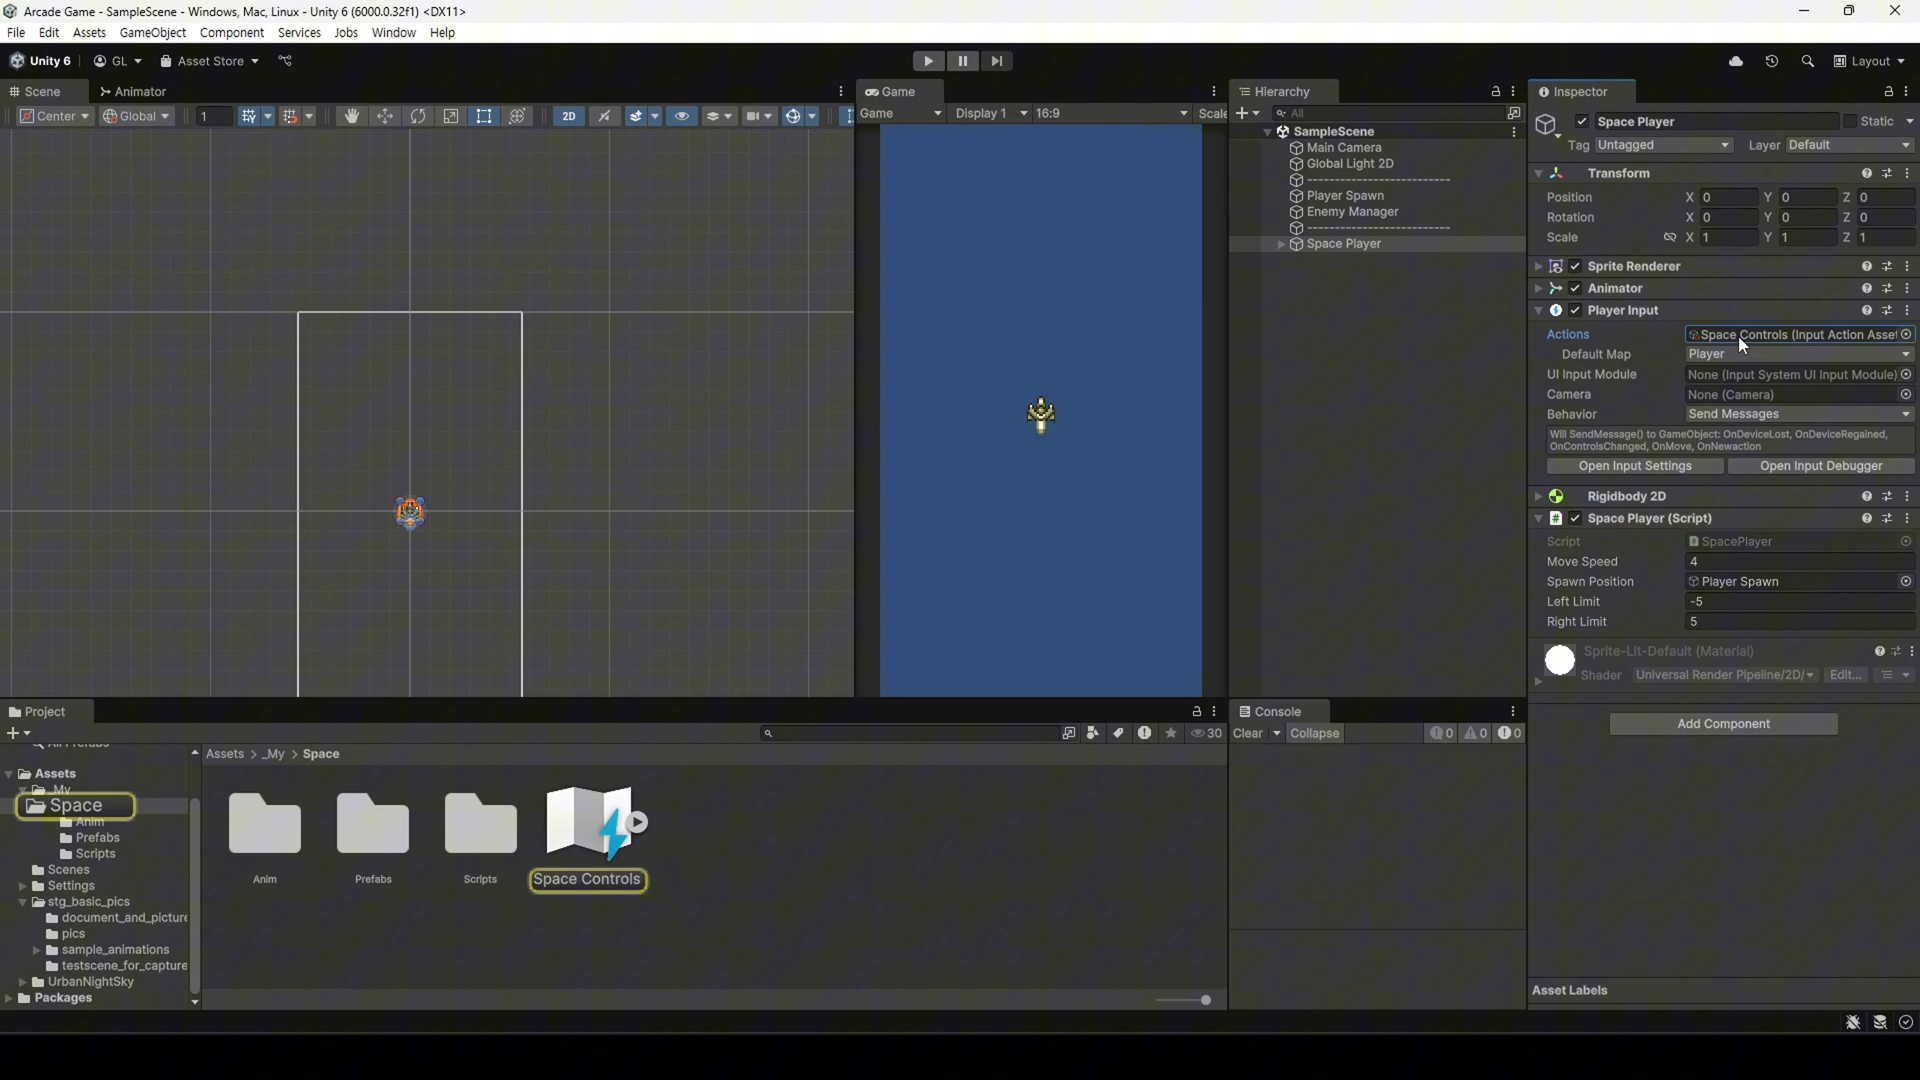 Arcade Game - SampleScene - Windows, Mac, Linux - Unity 6 (6000.0.32f1) <DX11>
File Edit Assets GameObject Component Services Jobs Window Help
Unity 6 GL Asset Store Layout
Scene Animator
Center Global 1 2D
Game
Game Display 1 16:9 Scale
Hierarchy
All
SampleScene
Main Camera
Global Light 2D
--------------------------
Player Spawn
Enemy Manager
--------------------------
Space Player
Inspector
Space Player Static
Tag Untagged Layer Default
Transform
Position X 0 Y 0 Z 0
Rotation X 0 Y 0 Z 0
Scale X 1 Y 1 Z 1
Sprite Renderer
Animator
Player Input
Actions Space Controls (Input Action Asset
Default Map Player
UI Input Module None (Input System UI Input Module)
Camera None (Camera)
Behavior Send Messages
Will SendMessage() to GameObject: OnDeviceLost, OnDeviceRegained,
OnControlsChanged, OnMove, OnNewaction
Open Input Settings Open Input Debugger
Rigidbody 2D
Space Player (Script)
Script SpacePlayer
Move Speed 4
Spawn Position Player Spawn
Left Limit -5
Right Limit 5
Sprite-Lit-Default (Material)
Shader Universal Render Pipeline/2D/ Edit...
Add Component
Asset Labels
Project
30
All Prefabs
Assets
_My
Space
Anim
Prefabs
Scripts
Scenes
Settings
stg_basic_pics
document_and_picture
pics
sample_animations
testscene_for_capture
UrbanNightSky
Packages
Assets > _My > Space
Anim Prefabs Scripts Space Controls
Console
Clear Collapse 0 0 0